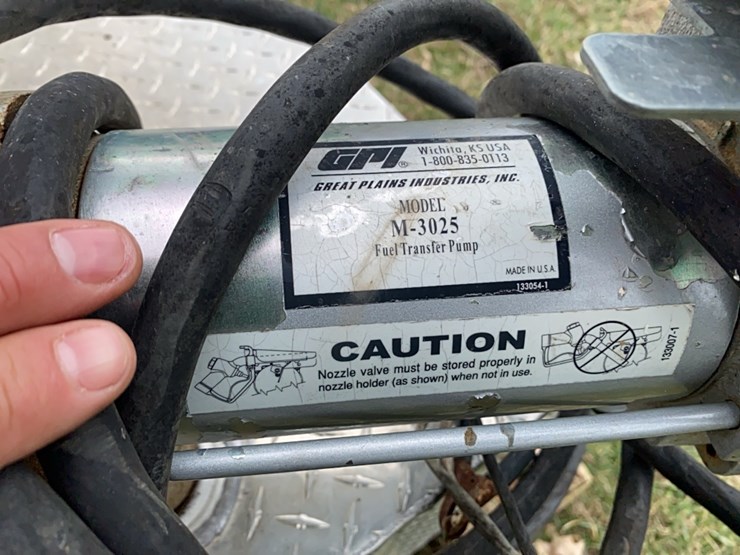 GPI® Wichita, KS USA
1-800-835-0113
GREAT PLAINS INDUSTRIES, INC.
MODEL
M-3025
Fuel Transfer Pump
MADE IN U.S.A.
133054-1
CAUTION
Nozzle valve must be stored properly in
nozzle holder (as shown) when not in use.
133007-1